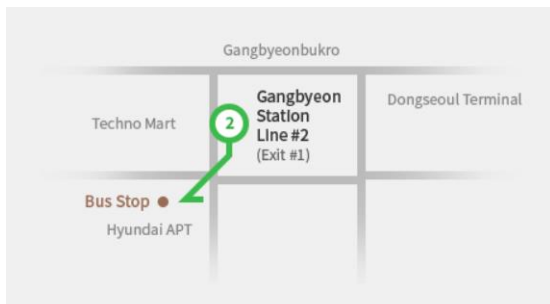 Gangbyeonbukro
Techno Mart
2
Gangbyeon
Station
Line #2
(Exit #1)
Dongseoul Terminal
Bus Stop
Hyundai APT